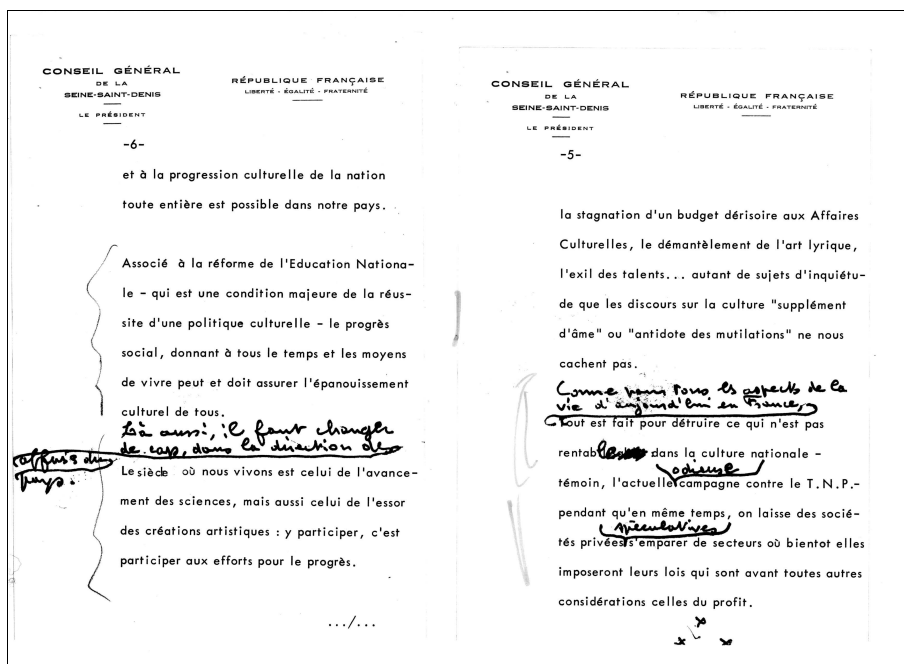 CONSEIL GÉNÉRAL
DE LA
SEINE-SAINT-DENIS
LE PRÉSIDENT
RÉPUBLIQUE FRANÇAISE
LIBERTÉ - ÉGALITÉ - FRATERNITÉ
-6-
et à la progression culturelle de la nation
toute entière est possible dans notre pays.
Associé à la réforme de l'Education Nationa-
le - qui est une condition majeure de la réus-
site d'une politique culturelle - le progrès
social, donnant à tous le temps et les moyens
de vivre peut et doit assurer l'épanouissement
culturel de tous.
Là aussi, il faut changer
de cap, dans la direction des
affaires du
pays.
Le siècle où nous vivons est celui de l'avance-
ment des sciences, mais aussi celui de l'essor
des créations artistiques : y participer, c'est
participer aux efforts pour le progrès.
.../...
CONSEIL GÉNÉRAL
DE LA
SEINE-SAINT-DENIS
LE PRÉSIDENT
RÉPUBLIQUE FRANÇAISE
LIBERTÉ - ÉGALITÉ - FRATERNITÉ
-5-
la stagnation d'un budget dérisoire aux Affaires
Culturelles, le démantèlement de l'art lyrique,
l'exil des talents... autant de sujets d'inquiétu-
de que les discours sur la culture "supplément
d'âme" ou "antidote des mutilations" ne nous
cachent pas.
Comme dans tous les aspects de la
vie d'aujourd'hui en France,
Tout est fait pour détruire ce qui n'est pas
rentable dans la culture nationale -
odieuse
témoin, l'actuelle campagne contre le T.N.P.-
pendant qu'en même temps, on laisse des socié-
spéculatives
tés privées s'emparer de secteurs où bientot elles
imposeront leurs lois qui sont avant toutes autres
considérations celles du profit.